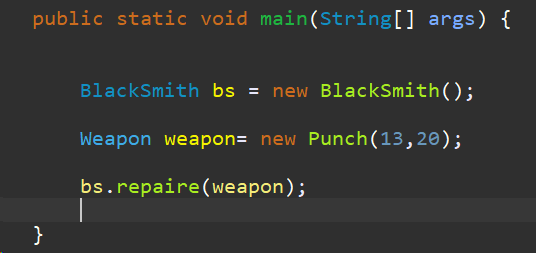 public static void main(String[] args) {
BlackSmith bs = new BlackSmith();
Weapon weapon= new Punch(13,20);
bs.repaire(weapon);
}